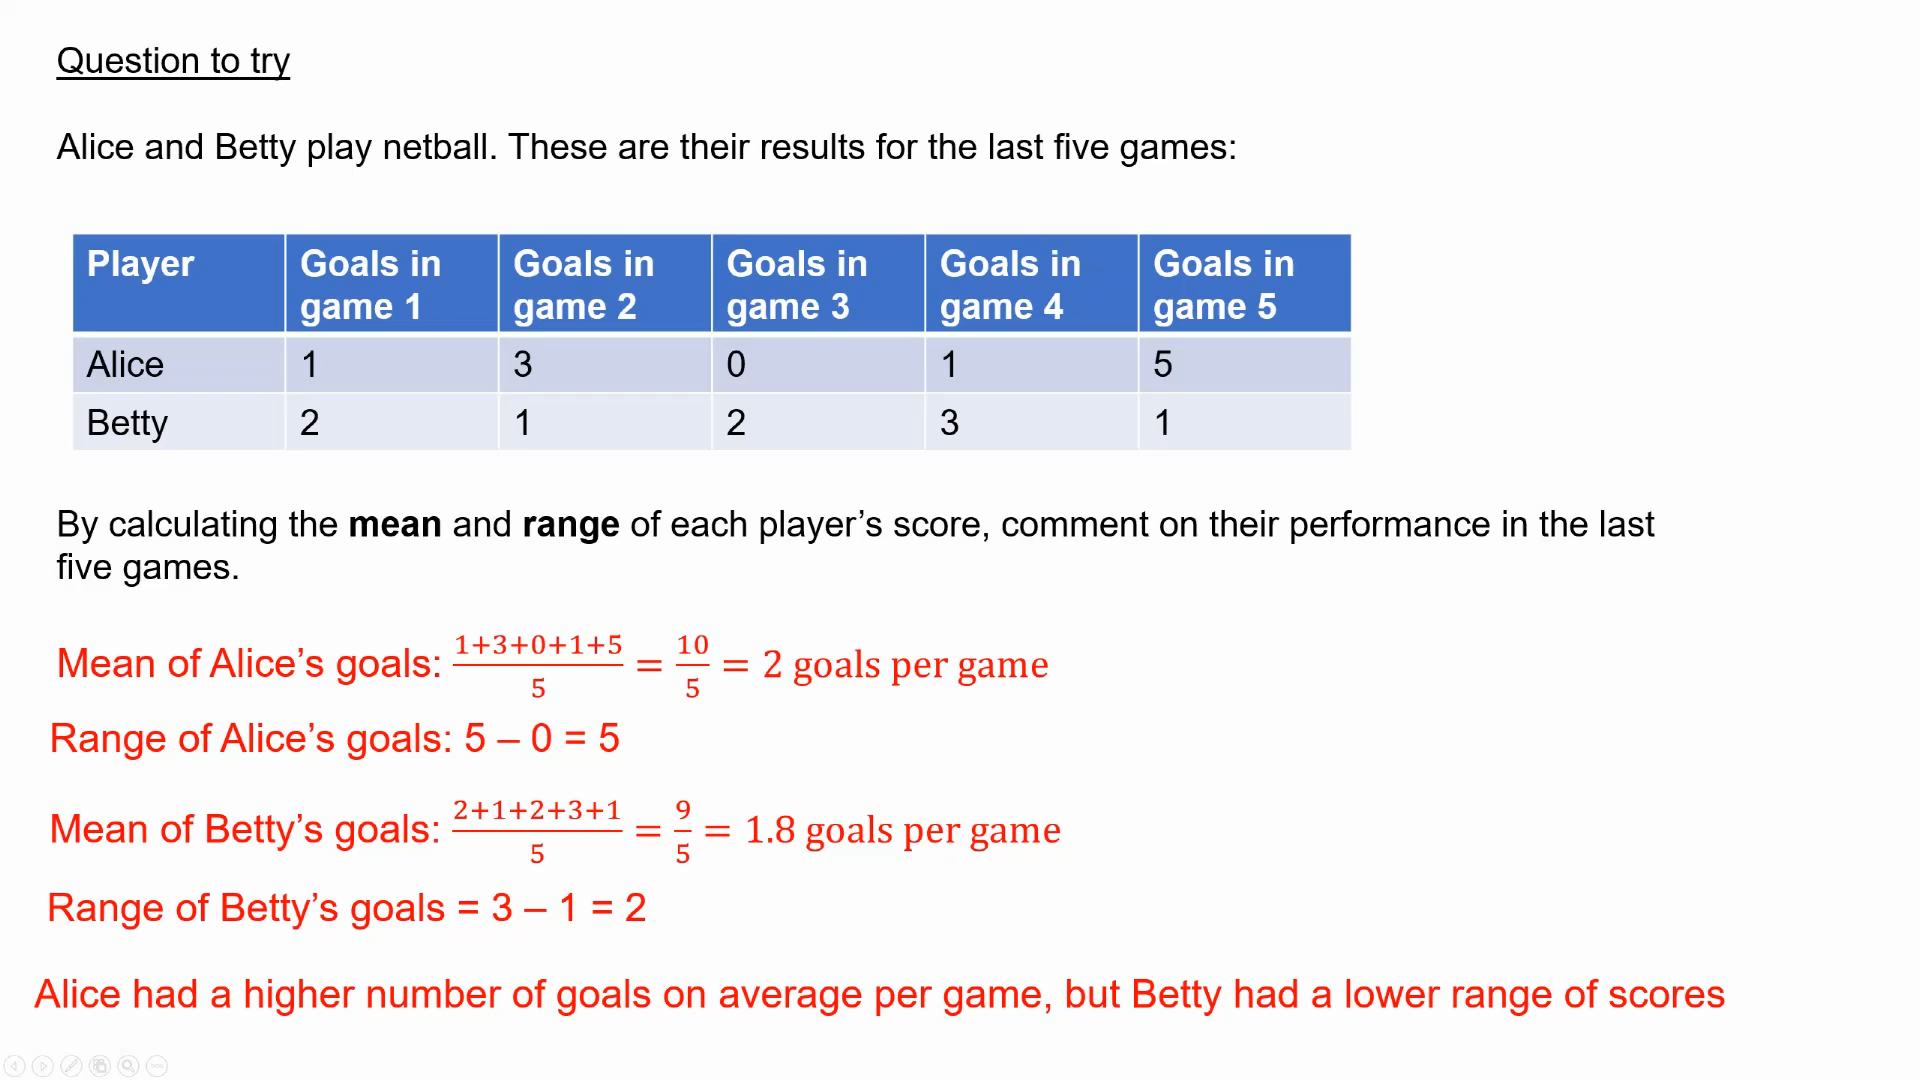 Question to try
Alice and Betty play netball. These are their results for the last five games:
Player Goals in game 1 Goals in game 2 Goals in game 3 Goals in game 4 Goals in game 5
Alice 1 3 0 1 5
Betty 2 1 2 3 1
By calculating the mean and range of each player’s score, comment on their performance in the last
five games.
Mean of Alice’s goals: \frac{1+3+0+1+5}{5} = \frac{10}{5} = 2 goals per game
Range of Alice’s goals: 5 – 0 = 5
Mean of Betty’s goals: \frac{2+1+2+3+1}{5} = \frac{9}{5} = 1.8 goals per game
Range of Betty’s goals = 3 – 1 = 2
Alice had a higher number of goals on average per game, but Betty had a lower range of scores